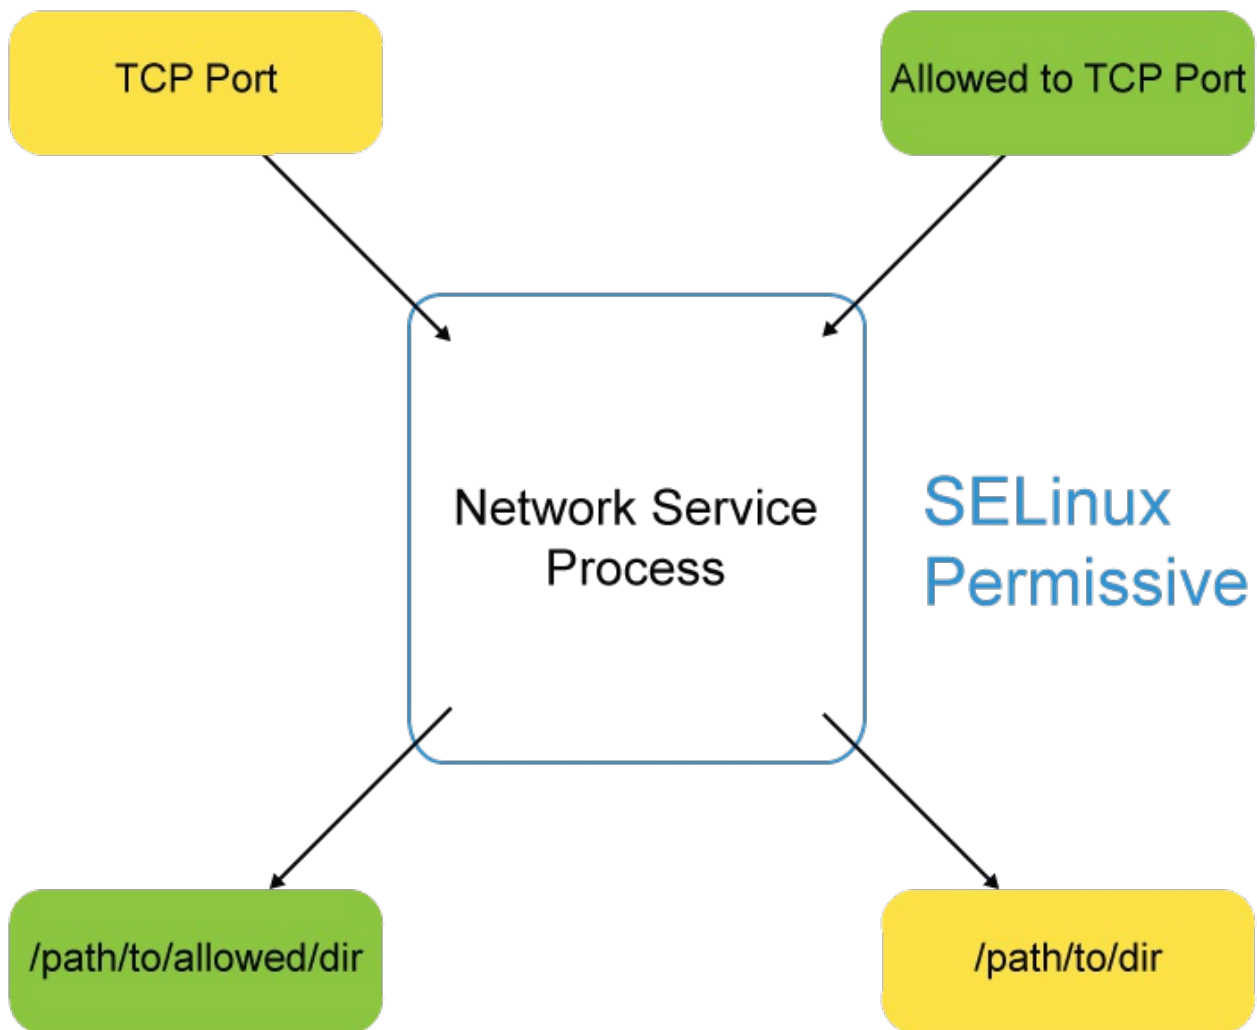 TCP Port
Allowed to TCP Port
Network Service
Process
SELinux
Permissive
/path/to/allowed/dir
/path/to/dir